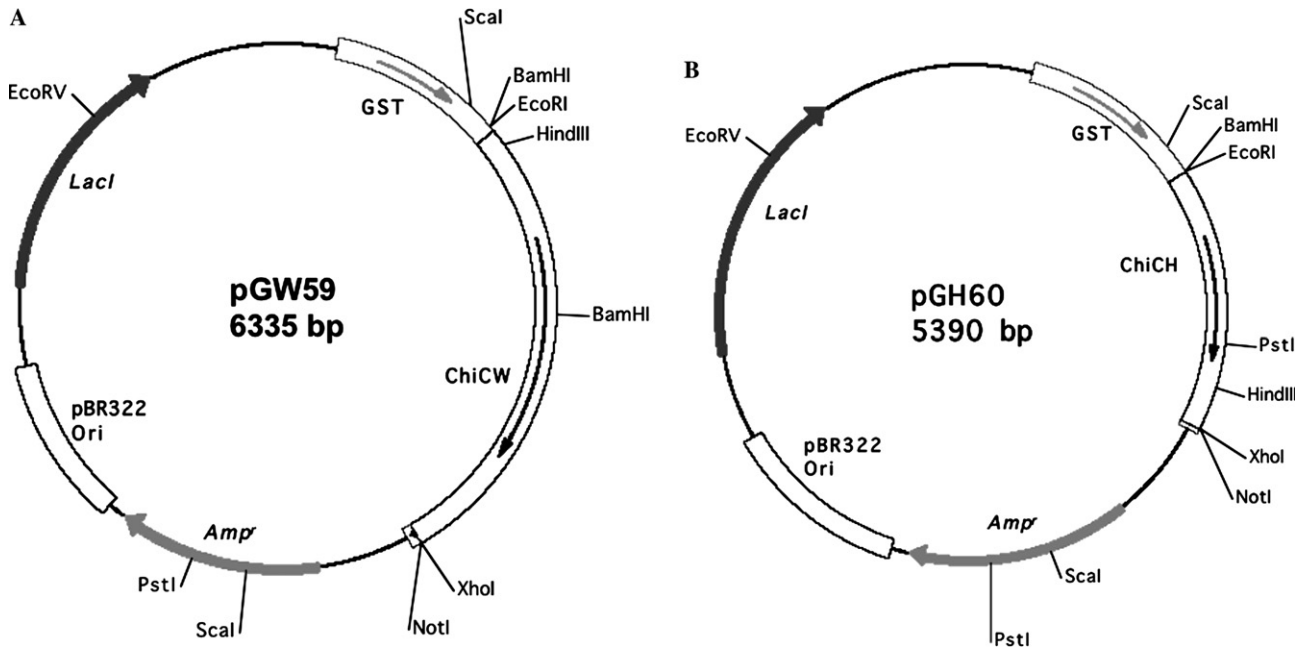 A
ScaI
BamHI
EcoRI
HindIII
EcoRV
GST
LacI
pGW59
6335 bp
BamHI
ChiCW
pBR322
Ori
Ampʳ
PstI
ScaI
XhoI
NotI
B
ScaI
BamHI
EcoRI
EcoRV
GST
LacI
ChiCH
pGH60
5390 bp
PstI
HindIII
pBR322
Ori
XhoI
NotI
Ampʳ
ScaI
PstI